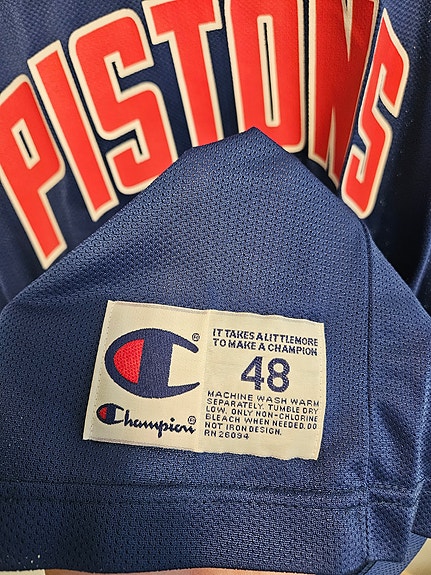 PISTONS
IT TAKES A LITTLE MORE
TO MAKE A CHAMPION
®
48
MACHINE WASH WARM
SEPARATELY. TUMBLE DRY
LOW. ONLY NON-CHLORINE
BLEACH WHEN NEEDED. DO
NOT IRON DESIGN.
RN 26094
Champion®